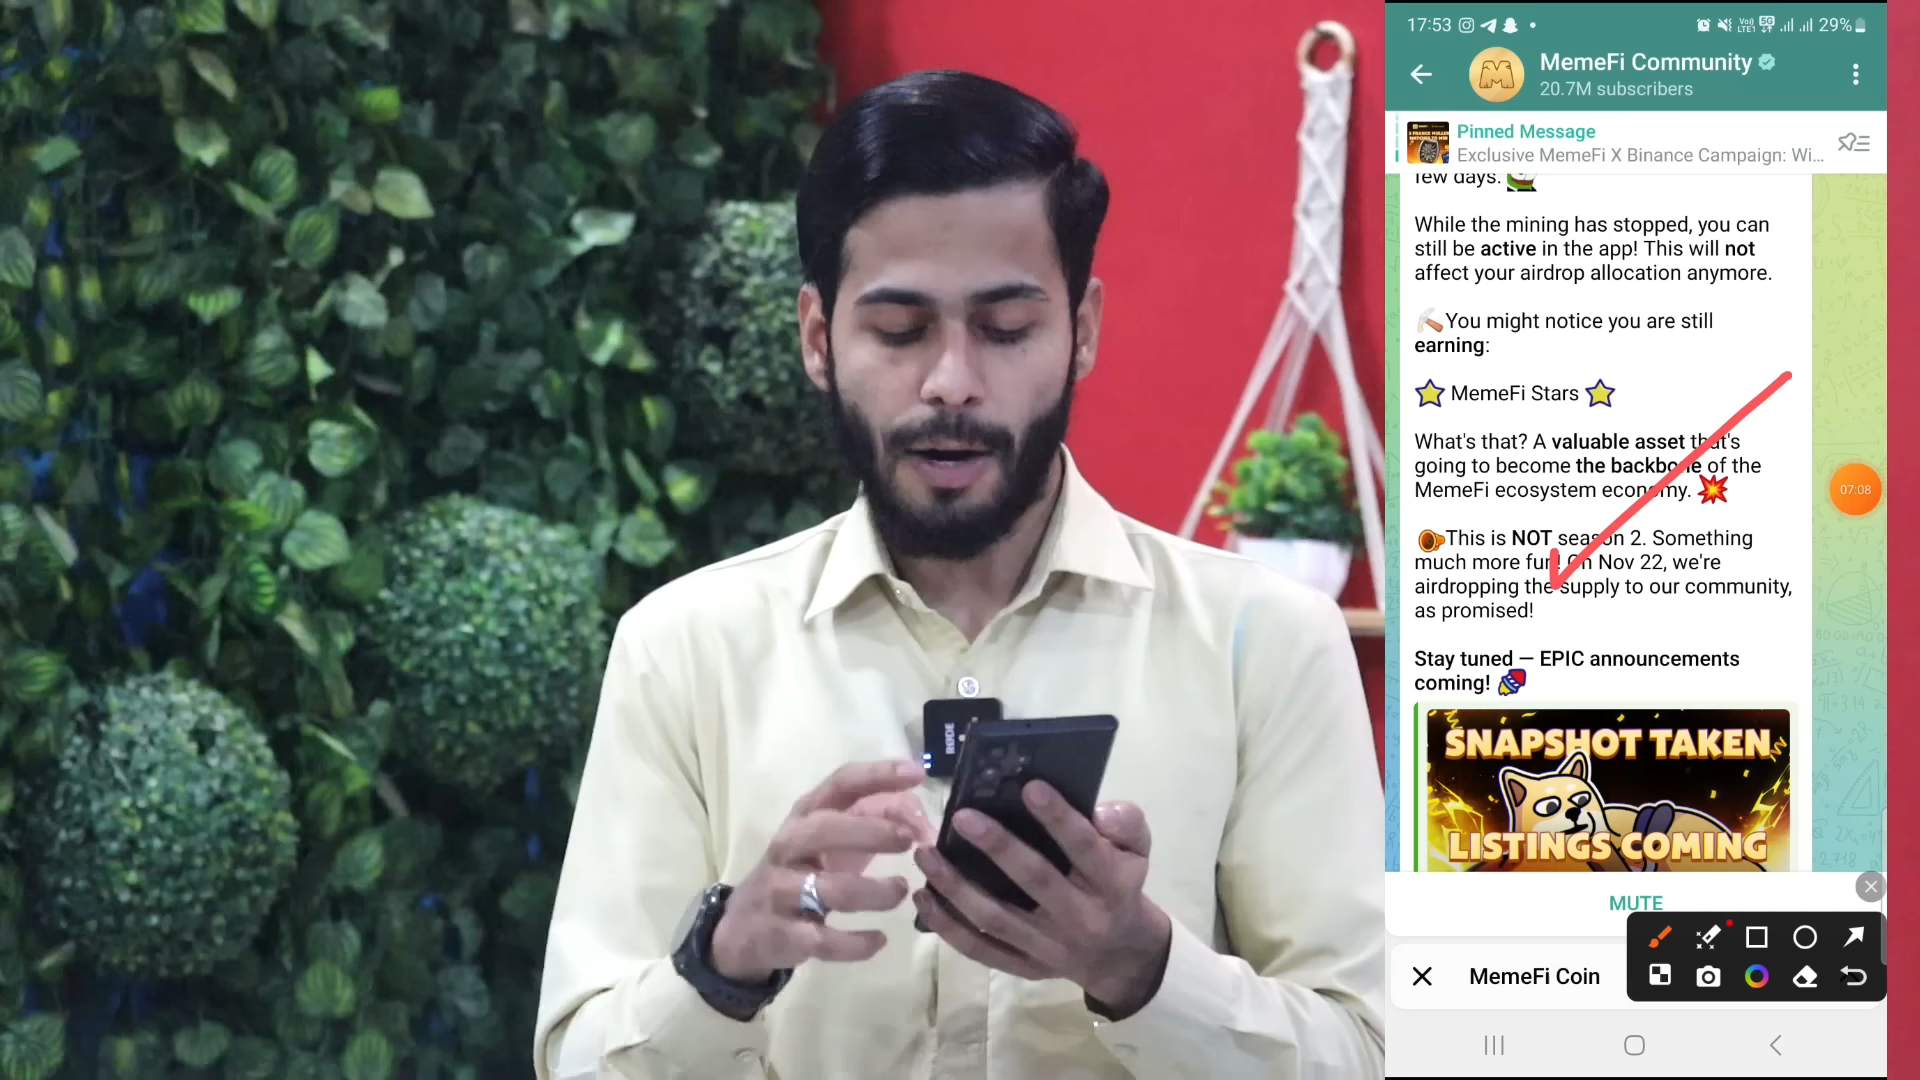 17:53
Vo))
LTE1
5G
29%
MemeFi Community
20.7M subscribers
Pinned Message
Exclusive MemeFi X Binance Campaign: Wi...
few days.
While the mining has stopped, you can
still be active in the app! This will not
affect your airdrop allocation anymore.
You might notice you are still
earning:
MemeFi Stars
What's that? A valuable asset that's
going to become the backbone of the
MemeFi ecosystem economy.
This is NOT season 2. Something
much more fun! On Nov 22, we're
airdropping the supply to our community,
as promised!
Stay tuned — EPIC announcements
coming!
SNAPSHOT TAKEN
LISTINGS COMING
MUTE
MemeFi Coin
07:08
RODE